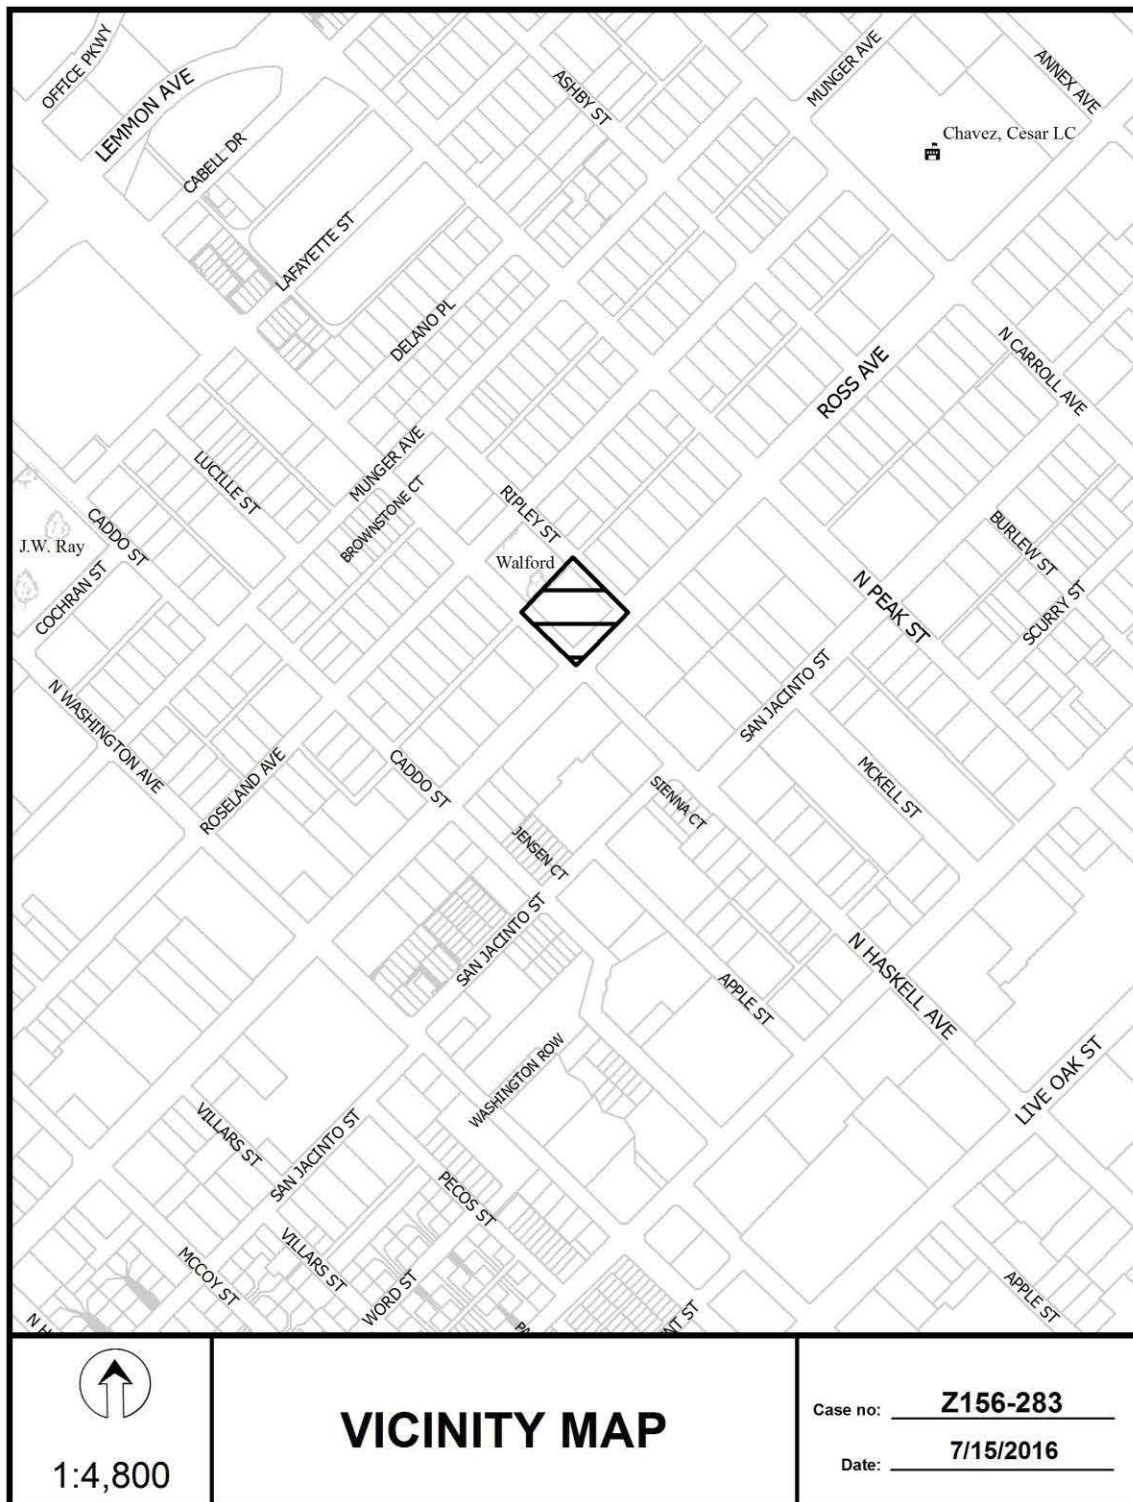 OFFICE PKWY
LEMMON AVE
CABELL DR
LAFAYETTE ST
ASHBY ST
MUNGER AVE
ANNEX AVE
Chavez, Cesar LC
DELANO PL
ROSS AVE
N CARROLL AVE
LUCILLE ST
MUNGER AVE
BROWNSTONE CT
RIPLEY ST
CADDO ST
J.W. Ray
COCHRAN ST
Walford
BURLEW ST
N PEAK ST
SCURRY ST
N WASHINGTON AVE
ROSELAND AVE
CADDO ST
SAN JACINTO ST
MCKELL ST
SIENNA CT
JENSEN CT
SAN JACINTO ST
N HASKELL AVE
APPLE ST
WASHINGTON ROW
LIVE OAK ST
VILLARS ST
SAN JACINTO ST
PECOS ST
VILLARS ST
MCCOY ST
WORD ST
APPLE ST
NT ST
N H
PA
1:4,800
VICINITY MAP
Case no: Z156-283
Date: 7/15/2016